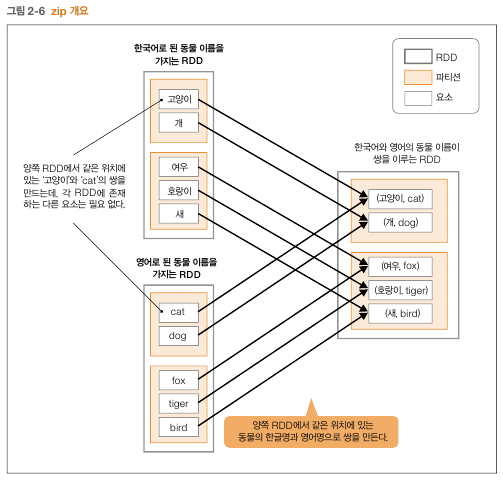 그림 2-6 zip 개요
한국어로 된 동물 이름을
가지는 RDD
고양이
개
여우
호랑이
새
양쪽 RDD에서 같은 위치에
있는 '고양이'와 'cat'의 쌍을
만드는데, 각 RDD에 존재
하는 다른 요소는 필요 없다.
영어로 된 동물 이름을
가지는 RDD
cat
dog
fox
tiger
bird
RDD
파티션
요소
한국어와 영어의 동물 이름이
쌍을 이루는 RDD
(고양이, cat)
(개, dog)
(여우, fox)
(호랑이, tiger)
(새, bird)
양쪽 RDD에서 같은 위치에 있는
동물의 한글명과 영어명으로 쌍을 만든다.